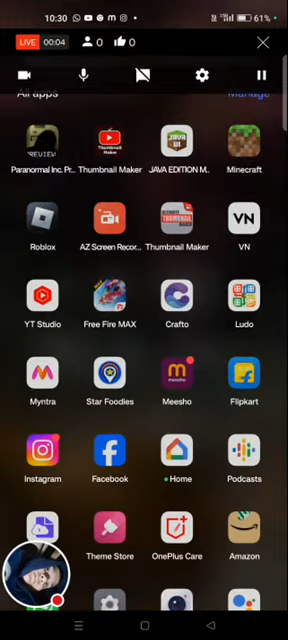 10:30 61%
LIVE 00:04 0 0
All apps Manage
PREVIEW
Paranormal Inc. Pr... Thumbnail Maker JAVA EDITION M.. Minecraft
Roblox AZ Screen Recor... Thumbnail Maker VN
YT Studio Free Fire MAX Crafto Ludo
Myntra Star Foodies Meesho Flipkart
Instagram Facebook Home Podcasts
Theme Store OnePlus Care Amazon